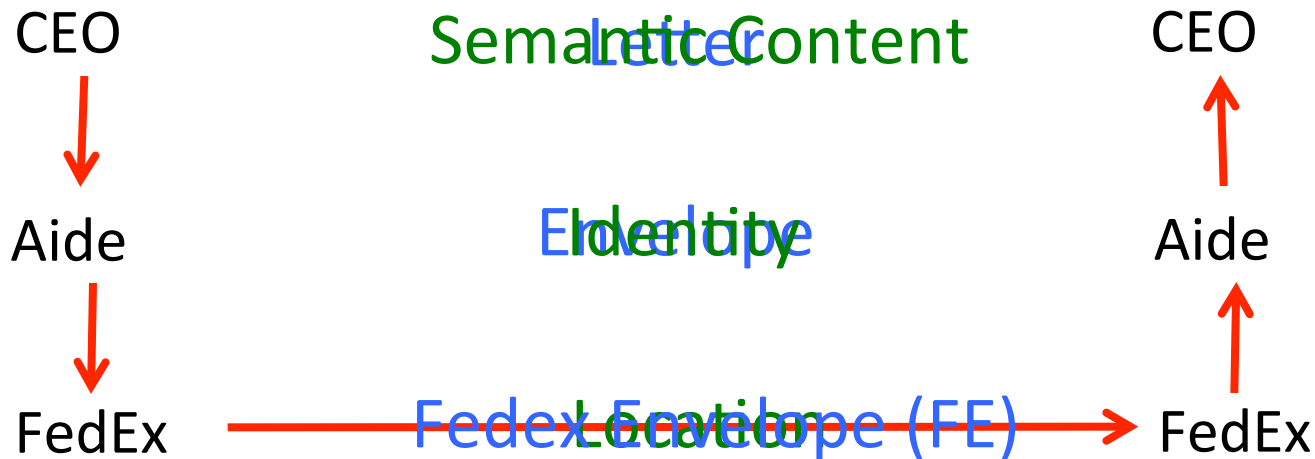 CEO
Semantic Content
Letter
CEO
Aide
Envelope
Identity
Aide
FedEx
Fedex Envelope (FE)
Location
FedEx